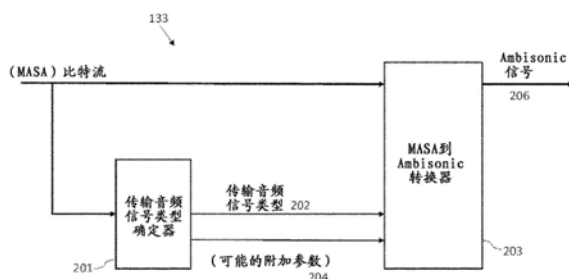 133
(MASA)比特流
Ambisonic
信号
206
MASA到
Ambisonic
转换器
传输音频
信号类型
确定器
传输音频
信号类型 202
201
(可能的附加参数)
204
203